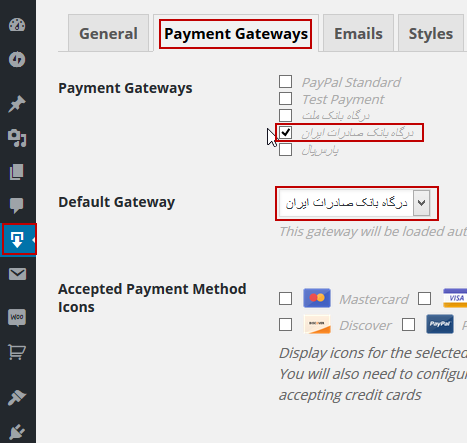 General
Payment Gateways
Emails
Styles
Payment Gateways
PayPal Standard
Test Payment
درگاه بانک ملت
درگاه بانک صادرات ایران
پارس‌پال
Default Gateway
درگاه بانک صادرات ایران
This gateway will be loaded aut
Accepted Payment Method
Icons
Mastercard
VISA
Discover
PayPal
P
Display icons for the selected
You will also need to configu
accepting credit cards
Woo